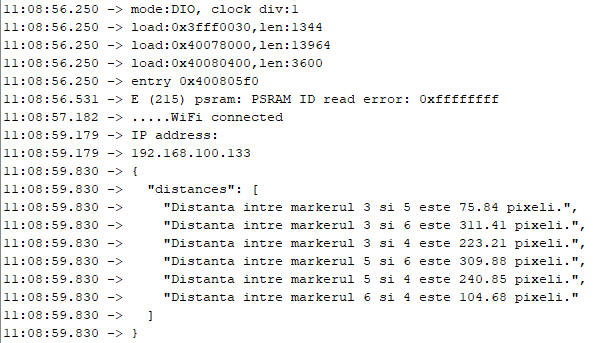 11:08:56.250 -> mode:DIO, clock div:1
11:08:56.250 -> load:0x3fff0030,len:1344
11:08:56.250 -> load:0x40078000,len:13964
11:08:56.250 -> load:0x40080400,len:3600
11:08:56.250 -> entry 0x400805f0
11:08:56.531 -> E (215) psram: PSRAM ID read error: 0xffffffff
11:08:57.182 -> .....WiFi connected
11:08:59.179 -> IP address:
11:08:59.179 -> 192.168.100.133
11:08:59.830 -> {
11:08:59.830 ->   "distances": [
11:08:59.830 ->     "Distanta intre markerul 3 si 5 este 75.84 pixeli.",
11:08:59.830 ->     "Distanta intre markerul 3 si 6 este 311.41 pixeli.",
11:08:59.830 ->     "Distanta intre markerul 3 si 4 este 223.21 pixeli.",
11:08:59.830 ->     "Distanta intre markerul 5 si 6 este 309.88 pixeli.",
11:08:59.830 ->     "Distanta intre markerul 5 si 4 este 240.85 pixeli.",
11:08:59.830 ->     "Distanta intre markerul 6 si 4 este 104.68 pixeli."
11:08:59.830 ->   ]
11:08:59.830 -> }